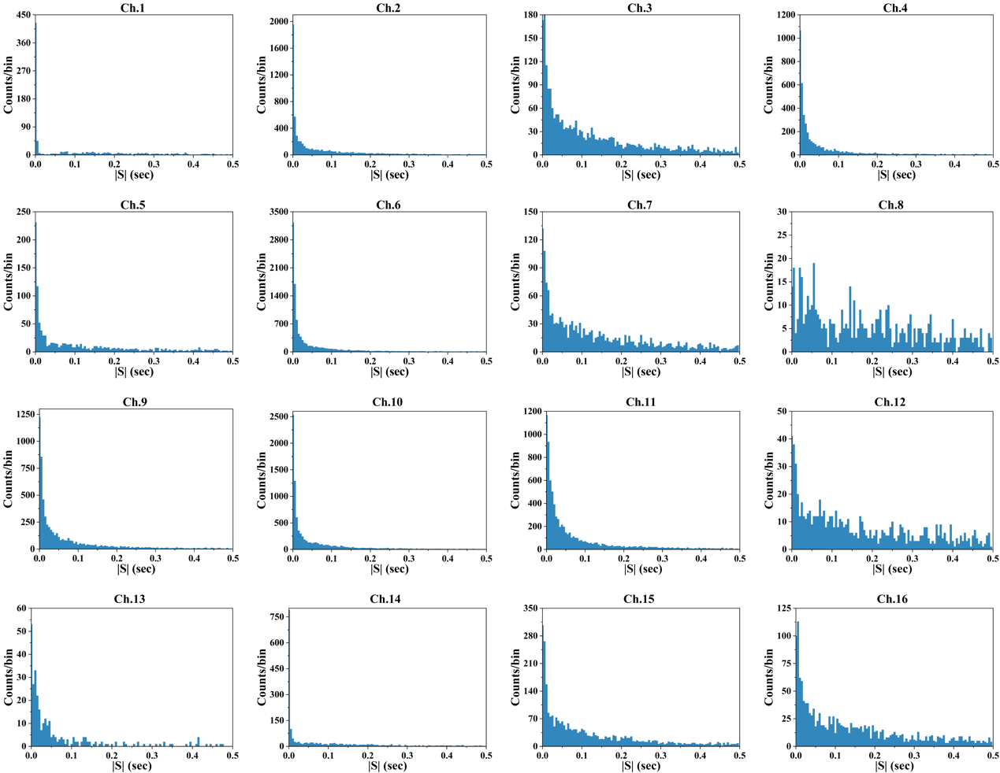 Ch.1
Counts/bin
450
360
270
180
90
0
0.0 0.1 0.2 0.3 0.4 0.5
|S| (sec)
Ch.2
Counts/bin
2000
1600
1200
800
400
0
0.0 0.1 0.2 0.3 0.4 0.5
|S| (sec)
Ch.3
Counts/bin
180
150
120
90
60
30
0
0.0 0.1 0.2 0.3 0.4 0.5
|S| (sec)
Ch.4
Counts/bin
1200
1000
800
600
400
200
0
0.0 0.1 0.2 0.3 0.4 0.5
|S| (sec)
Ch.5
Counts/bin
250
200
150
100
50
0
0.0 0.1 0.2 0.3 0.4 0.5
|S| (sec)
Ch.6
Counts/bin
3500
2800
2100
1400
700
0
0.0 0.1 0.2 0.3 0.4 0.5
|S| (sec)
Ch.7
Counts/bin
150
120
90
60
30
0
0.0 0.1 0.2 0.3 0.4 0.5
|S| (sec)
Ch.8
Counts/bin
30
25
20
15
10
5
0
0.0 0.1 0.2 0.3 0.4 0.5
|S| (sec)
Ch.9
Counts/bin
1250
1000
750
500
250
0
0.0 0.1 0.2 0.3 0.4 0.5
|S| (sec)
Ch.10
Counts/bin
2500
2000
1500
1000
500
0
0.0 0.1 0.2 0.3 0.4 0.5
|S| (sec)
Ch.11
Counts/bin
1200
1000
800
600
400
200
0
0.0 0.1 0.2 0.3 0.4 0.5
|S| (sec)
Ch.12
Counts/bin
50
40
30
20
10
0
0.0 0.1 0.2 0.3 0.4 0.5
|S| (sec)
Ch.13
Counts/bin
60
50
40
30
20
10
0
0.0 0.1 0.2 0.3 0.4 0.5
|S| (sec)
Ch.14
Counts/bin
750
600
450
300
150
0
0.0 0.1 0.2 0.3 0.4 0.5
|S| (sec)
Ch.15
Counts/bin
350
280
210
140
70
0
0.0 0.1 0.2 0.3 0.4 0.5
|S| (sec)
Ch.16
Counts/bin
125
100
75
50
25
0
0.0 0.1 0.2 0.3 0.4 0.5
|S| (sec)